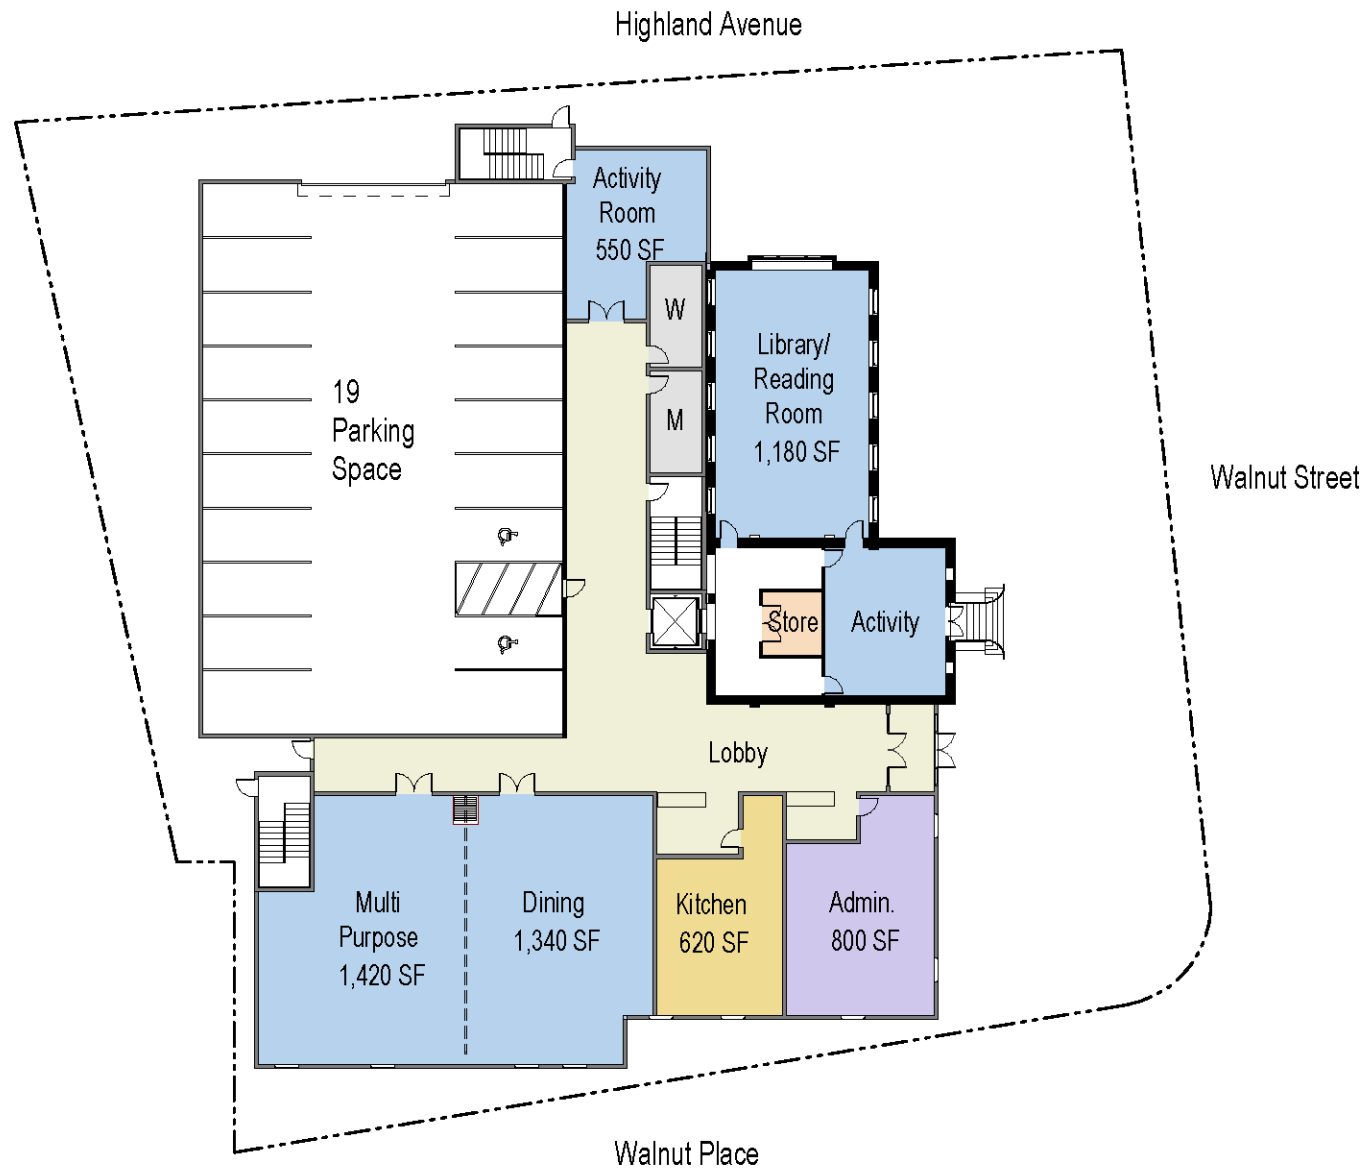 Highland Avenue
Activity
Room
550 SF
W
Library/
Reading
Room
1,180 SF
19
Parking
Space
M
Walnut Street
Store
Activity
Lobby
Multi
Purpose
1,420 SF
Dining
1,340 SF
Kitchen
620 SF
Admin.
800 SF
Walnut Place